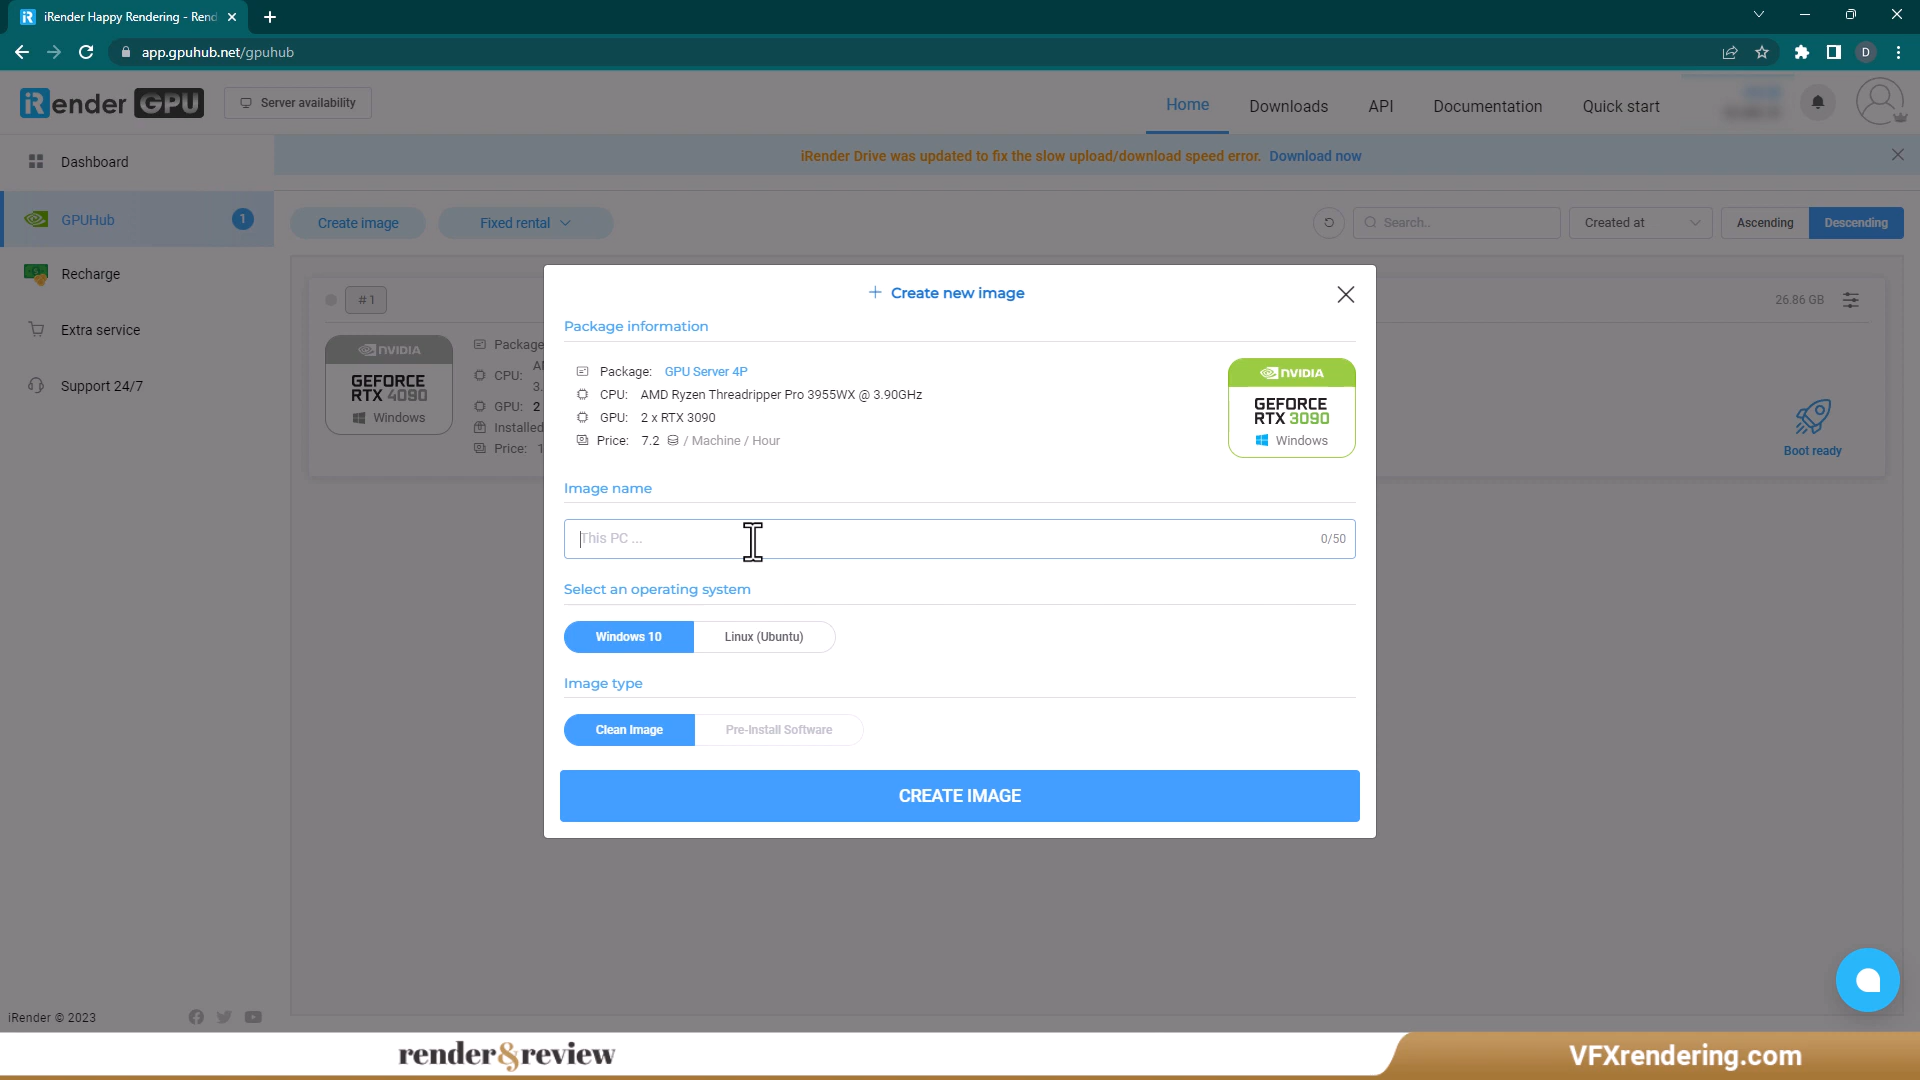 iRender Happy Rendering - Rend
app.gpuhub.net/gpuhub
D
iRender GPU
Server availability
Home
Downloads
API
Documentation
Quick start
Dashboard
iRender Drive was updated to fix the slow upload/download speed error. Download now
GPUHub
1
Create image
Fixed rental
Search..
Created at
Ascending
Descending
Recharge
Extra service
Support 24/7
#1
26.86 GB
NVIDIA
GEFORCE
RTX 4090
Windows
Package
CPU:
3.
GPU: 2
Installed
Price: 1
Boot ready
+ Create new image
Package information
Package: GPU Server 4P
CPU: AMD Ryzen Threadripper Pro 3955WX @ 3.90GHz
GPU: 2 x RTX 3090
Price: 7.2 / Machine / Hour
NVIDIA
GEFORCE
RTX 3090
Windows
Image name
This PC ...
0/50
Select an operating system
Windows 10
Linux (Ubuntu)
Image type
Clean Image
Pre-Install Software
CREATE IMAGE
iRender © 2023
render&review
VFXrendering.com